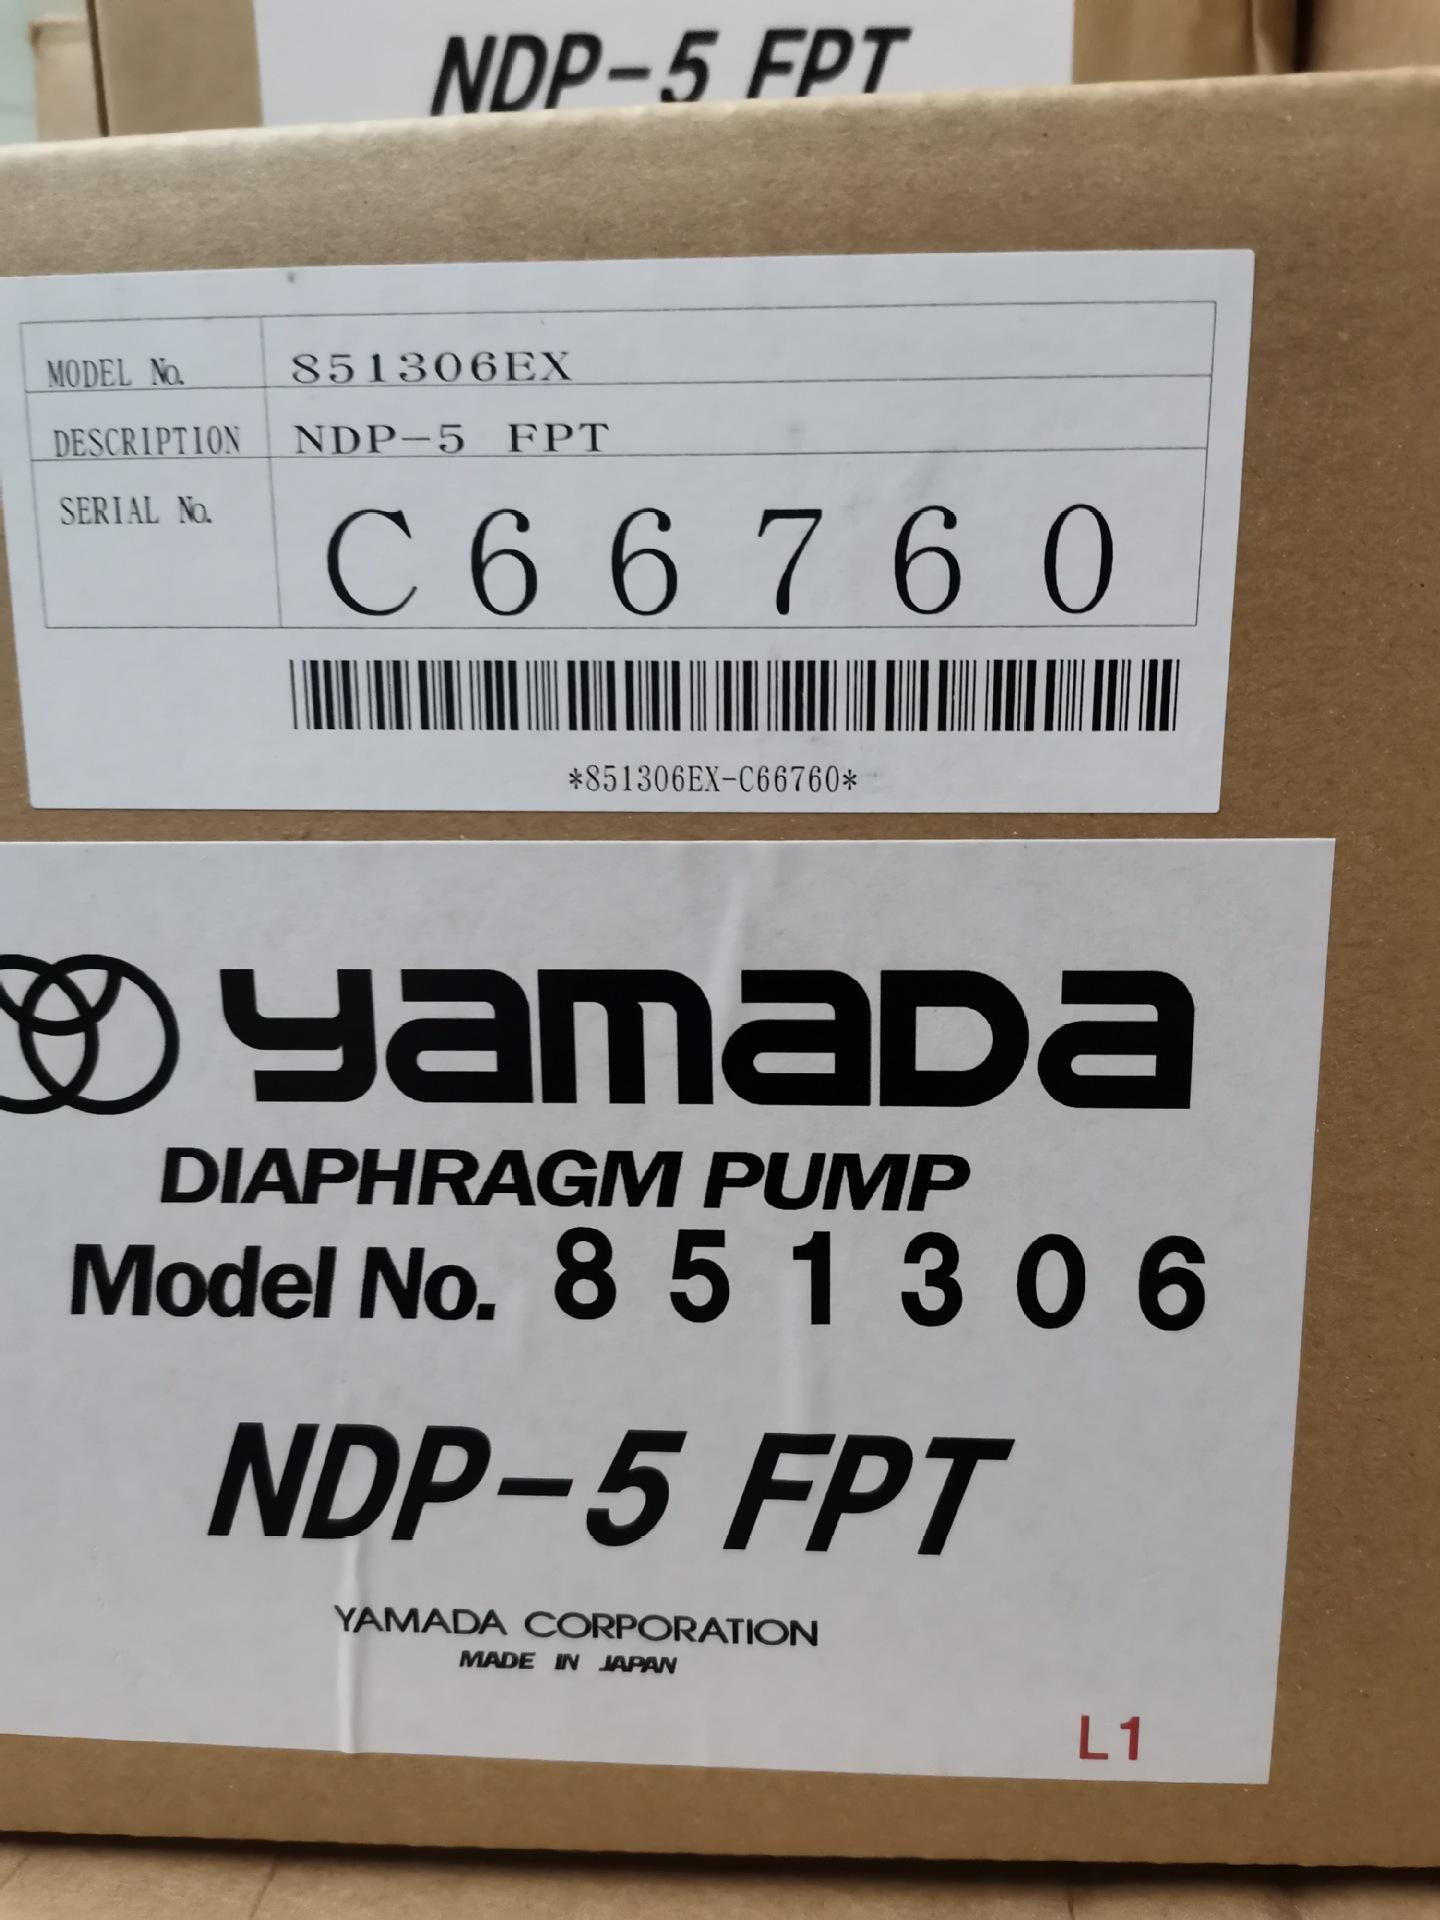 NDP-5 FPT
MODEL No. 851306EX
DESCRIPTION NDP-5 FPT
SERIAL No. C66760
*851306EX-C66760*
yamada
DIAPHRAGM PUMP
Model No. 851306
NDP-5 FPT
YAMADA CORPORATION
MADE IN JAPAN
L1